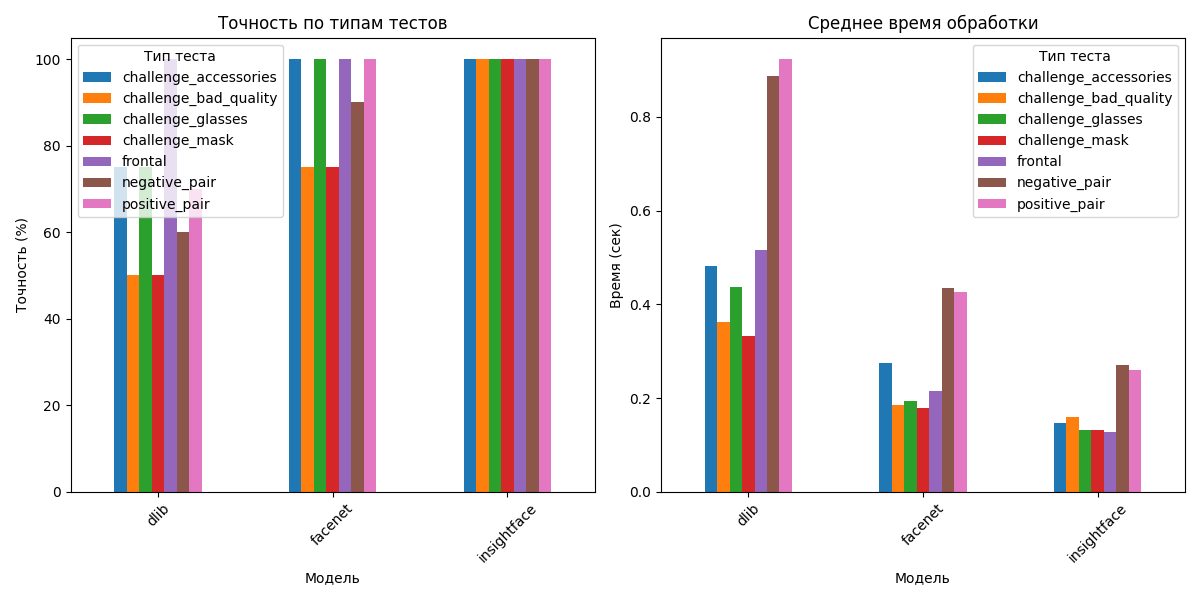 Точность по типам тестов
Точность (%)
100
80
60
40
20
0
Тип теста
challenge_accessories
challenge_bad_quality
challenge_glasses
challenge_mask
frontal
negative_pair
positive_pair
dlib
facenet
insightface
Модель
Среднее время обработки
Время (сек)
0.8
0.6
0.4
0.2
0.0
Тип теста
challenge_accessories
challenge_bad_quality
challenge_glasses
challenge_mask
frontal
negative_pair
positive_pair
dlib
facenet
insightface
Модель